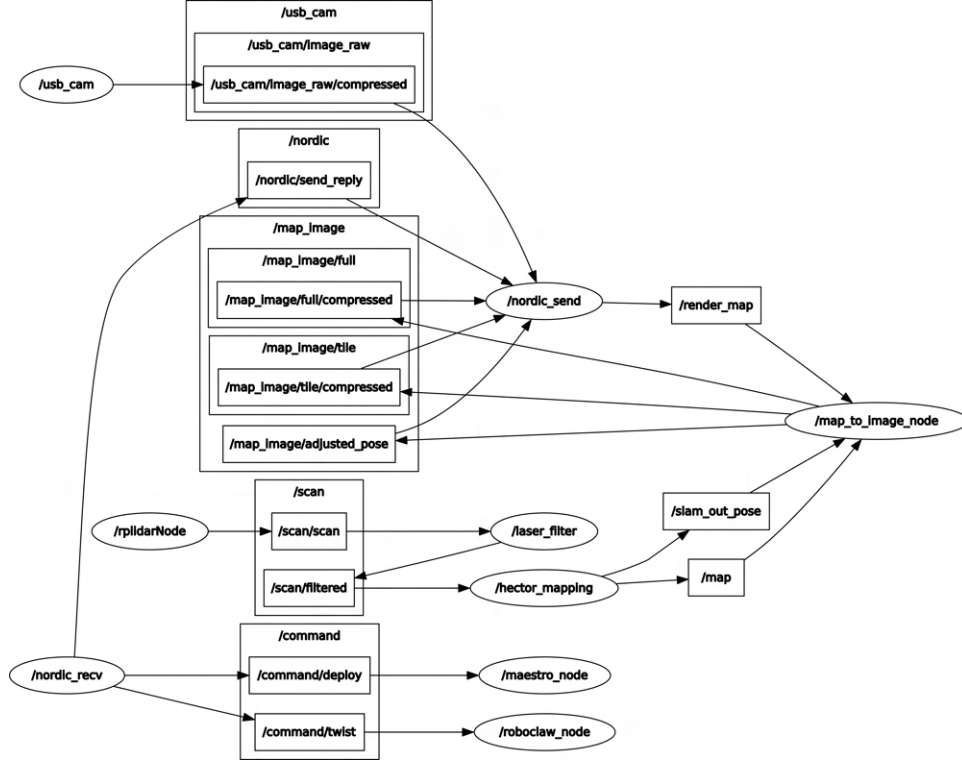 /usb_cam
/usb_cam/image_raw
/usb_cam
/usb_cam/image_raw/compressed
/nordic
/nordic/send_reply
/map_image
/map_image/full
/map_image/full/compressed
/nordic_send
/render_map
/map_image/tile
/map_image/tile/compressed
/map_image/adjusted_pose
/map_to_image_node
/scan
/slam_out_pose
/rplidarNode
/scan/scan
/laser_filter
/scan/filtered
/hector_mapping
/map
/command
/nordic_recv
/command/deploy
/maestro_node
/command/twist
/roboclaw_node